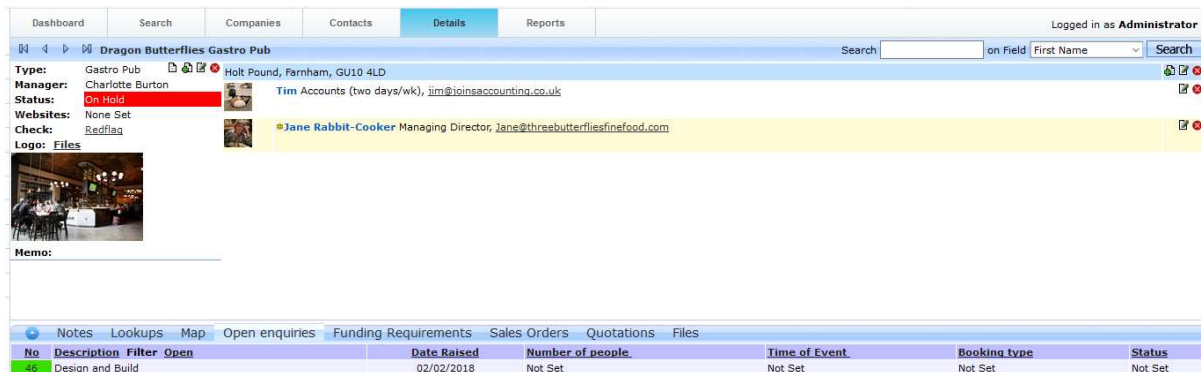 Dashboard Search Companies Contacts Details Reports Logged in as Administrator
Dragon Butterflies Gastro Pub Search on Field First Name Search
Type: Gastro Pub Holt Pound, Farnham, GU10 4LD
Manager: Charlotte Burton Tim Accounts (two days/wk), jim@joinsaccounting.co.uk
Status: On Hold
Websites: None Set
Check: Redflag Jane Rabbit-Cooker Managing Director, Jane@threebutterfliesfinefood.com
Logo: Files
Memo:
Notes Lookups Map Open enquiries Funding Requirements Sales Orders Quotations Files
No Description Filter Open Date Raised Number of people Time of Event Booking type Status
46 Design and Build 02/02/2018 Not Set Not Set Not Set Not Set